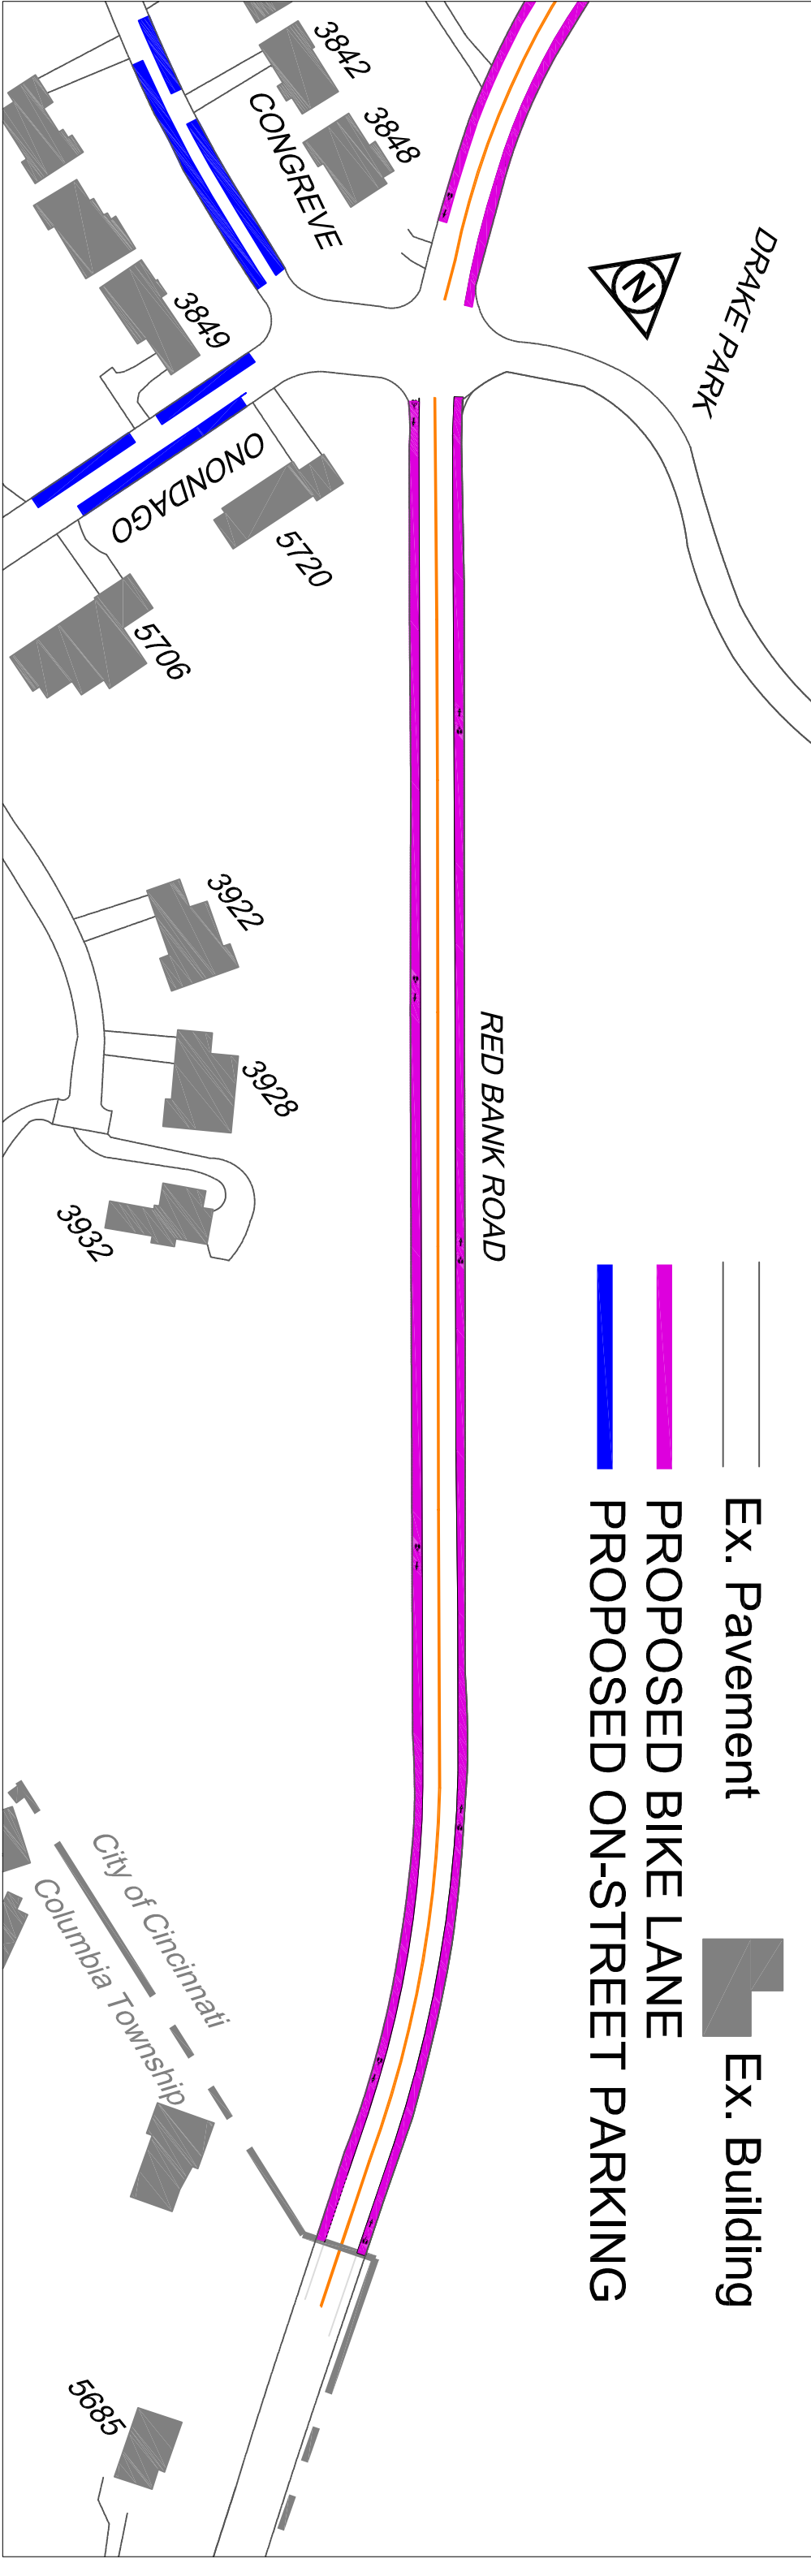 3842
3848
CONGREVE
3849
ONONDAGO
5720
5706
N
DRAKE PARK
3922
3928
3932
RED BANK ROAD
Ex. Pavement
Ex. Building
PROPOSED BIKE LANE
PROPOSED ON-STREET PARKING
City of Cincinnati
Columbia Township
5685